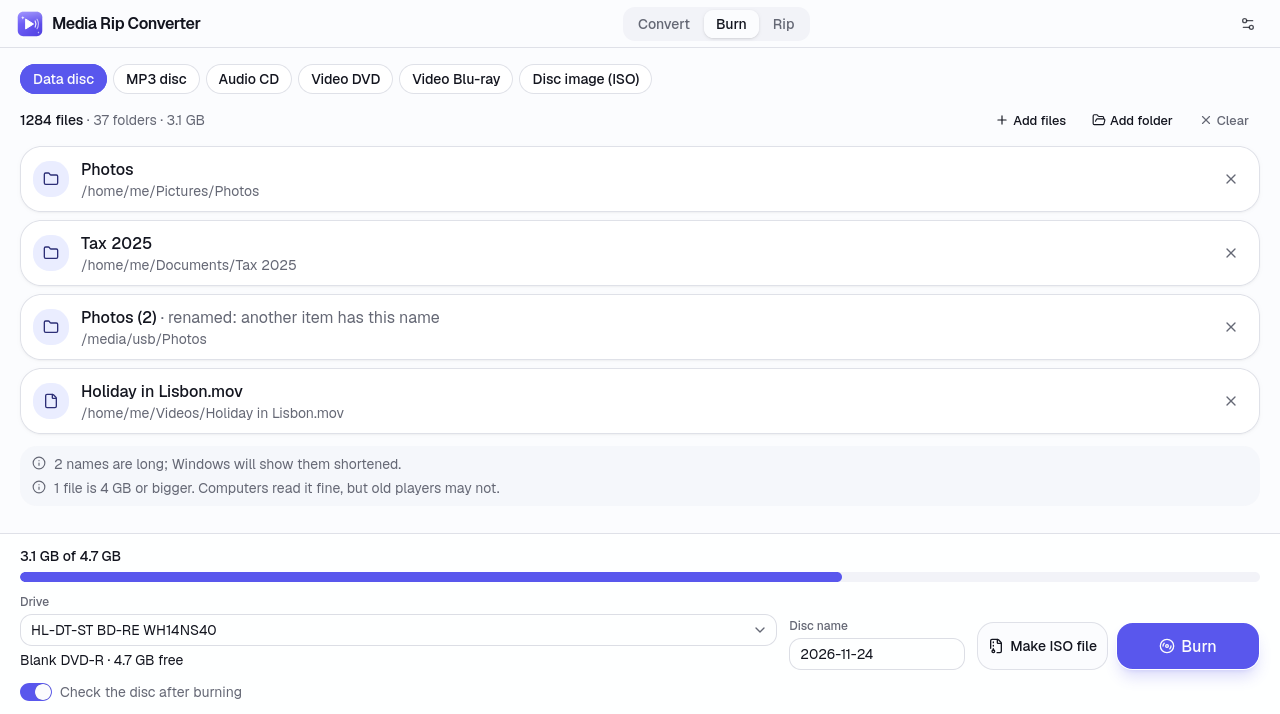 Media Rip Converter
Convert Burn Rip
Data disc MP3 disc Audio CD Video DVD Video Blu-ray Disc image (ISO)
1284 files · 37 folders · 3.1 GB
Add files Add folder Clear
Photos
/home/me/Pictures/Photos
Tax 2025
/home/me/Documents/Tax 2025
Photos (2) · renamed: another item has this name
/media/usb/Photos
Holiday in Lisbon.mov
/home/me/Videos/Holiday in Lisbon.mov
2 names are long; Windows will show them shortened.
1 file is 4 GB or bigger. Computers read it fine, but old players may not.
3.1 GB of 4.7 GB
Drive
HL-DT-ST BD-RE WH14NS40
Blank DVD-R · 4.7 GB free
Disc name
2026-11-24
Make ISO file
Burn
Check the disc after burning